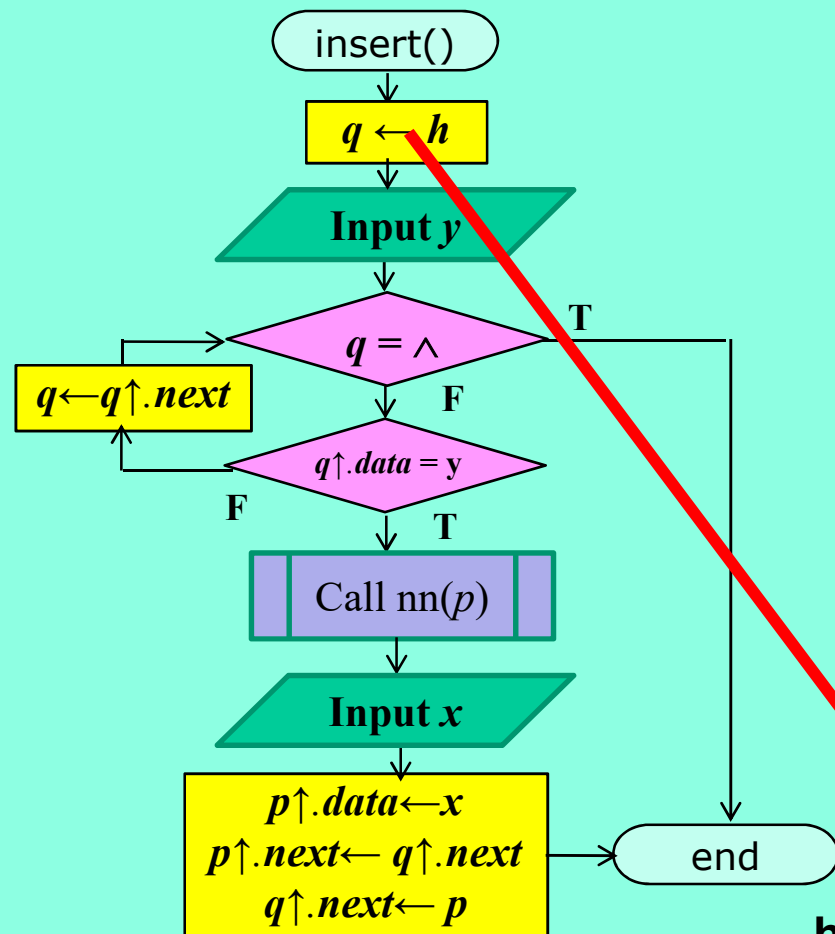 insert()
q ← h
Input y
q = ∧
T
q←q↑.next
F
q↑.data = y
F
T
Call nn(p)
Input x
p↑.data←x
p↑.next← q↑.next
q↑.next← p
end